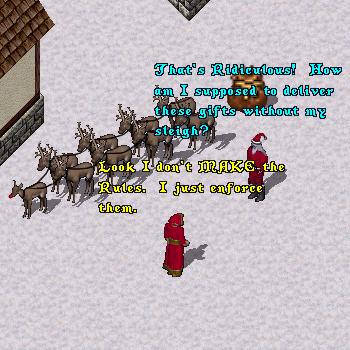 That's Ridiculous!  How
am I supposed to deliver
these gifts without my
sleigh?
Look I don't MAKE the
Rules.  I just enforce
them.